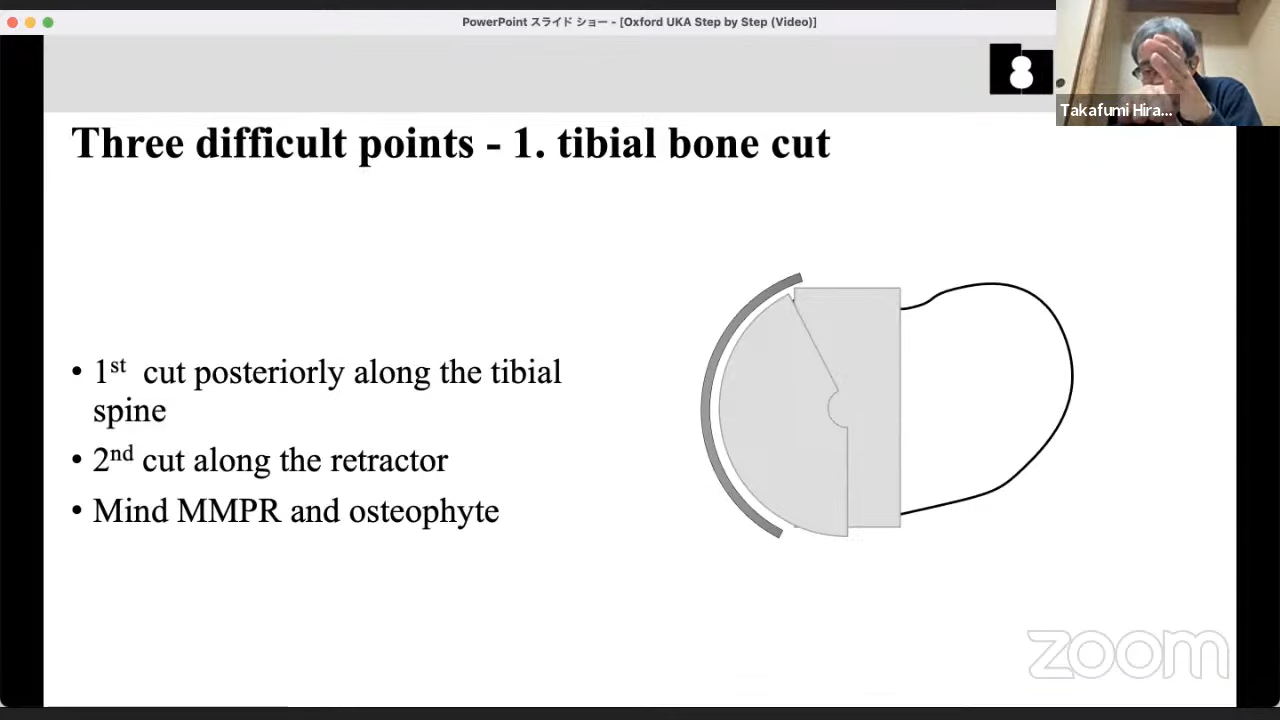 PowerPoint スライド ショー - [Oxford UKA Step by Step (Video)]
Takafumi Hira...
Three difficult points - 1. tibial bone cut
• 1st cut posteriorly along the tibial
spine
• 2nd cut along the retractor
• Mind MMPR and osteophyte
zoom